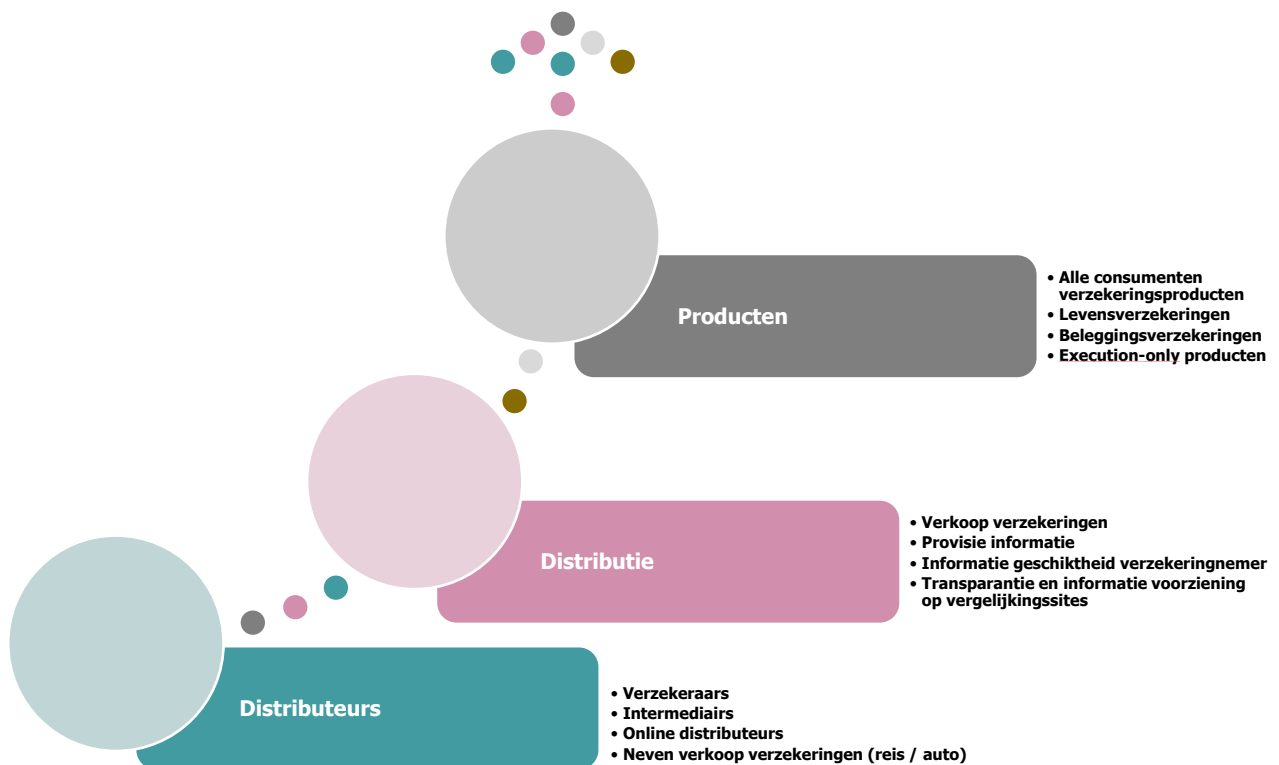 Producten
• Alle consumenten
verzekeringsproducten
• Levensverzekeringen
• Beleggingsverzekeringen
• Execution-only producten
Distributie
• Verkoop verzekeringen
• Provisie informatie
• Informatie geschiktheid verzekeringnemer
• Transparantie en informatie voorziening
op vergelijkingssites
Distributeurs
• Verzekeraars
• Intermediairs
• Online distributeurs
• Neven verkoop verzekeringen (reis / auto)